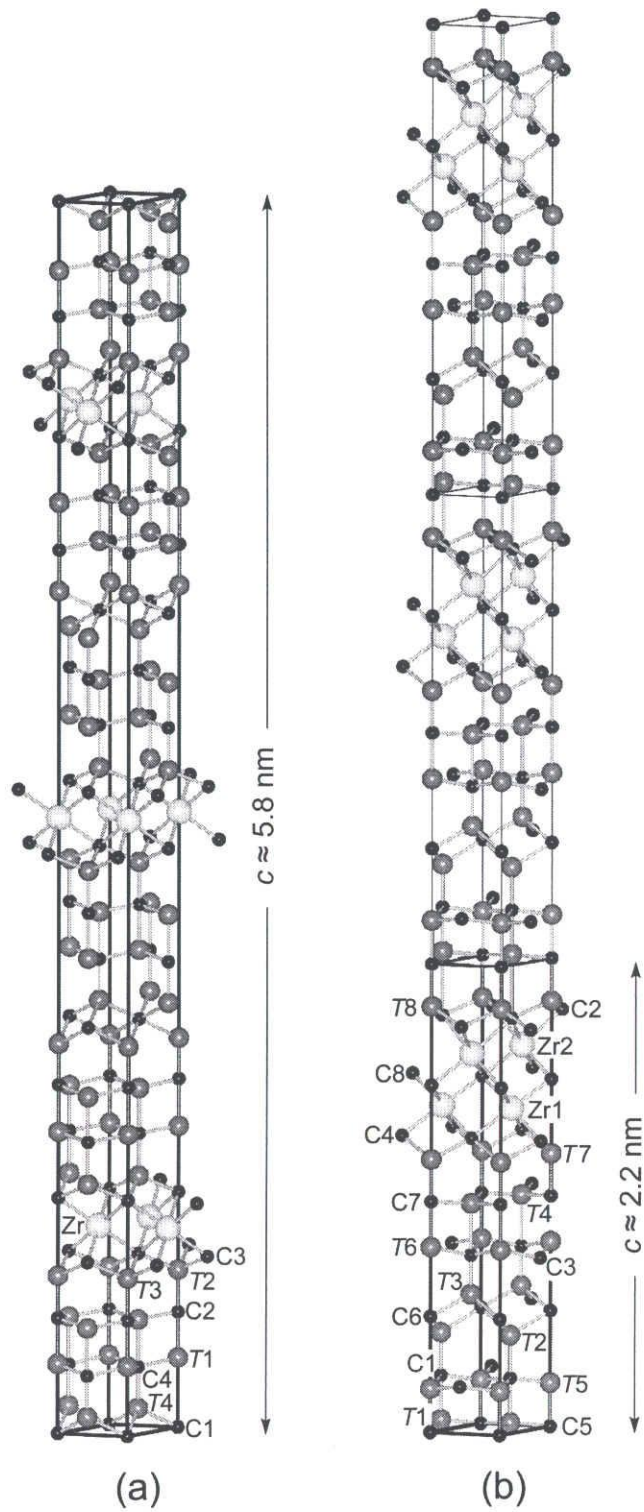 c ≈ 5.8 nm
Zr
C3
T3
T2
C2
T1
C4
T4
C1
(a)
T8
C2
Zr2
C8
Zr1
C4
T7
C7
T4
T6
C3
T3
C6
T2
C1
T5
T1
C5
c ≈ 2.2 nm
(b)